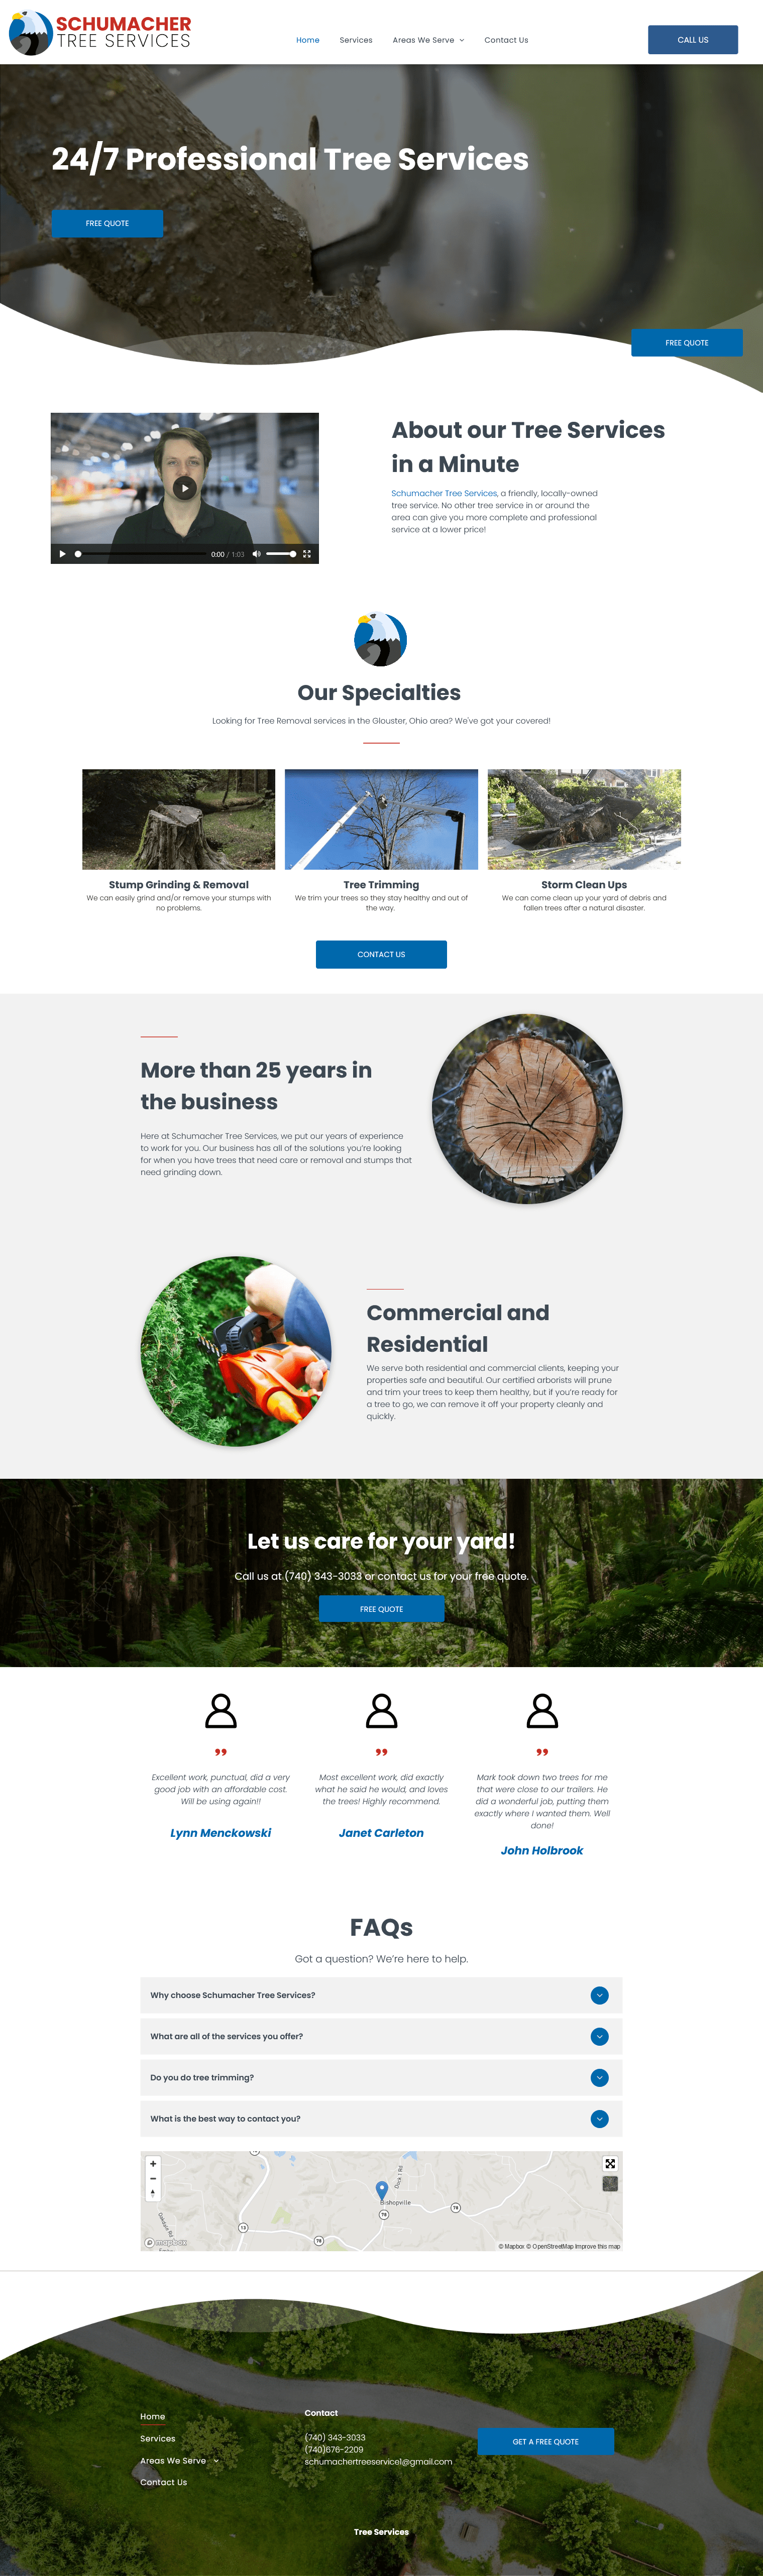 SCHUMACHER
TREE SERVICES
Home
Services
Areas We Serve
Contact Us
CALL US
24/7 Professional Tree Services
FREE QUOTE
FREE QUOTE
0:00 / 1:03
About our Tree Services
in a Minute
Schumacher Tree Services, a friendly, locally-owned
tree service. No other tree service in or around the
area can give you more complete and professional
service at a lower price!
Our Specialties
Looking for Tree Removal services in the Glouster, Ohio area? We've got your covered!
Stump Grinding & Removal
We can easily grind and/or remove your stumps with
no problems.
Tree Trimming
We trim your trees so they stay healthy and out of
the way.
Storm Clean Ups
We can come clean up your yard of debris and
fallen trees after a natural disaster.
CONTACT US
More than 25 years in
the business
Here at Schumacher Tree Services, we put our years of experience
to work for you. Our business has all of the solutions you're looking
for when you have trees that need care or removal and stumps that
need grinding down.
Commercial and
Residential
We serve both residential and commercial clients, keeping your
properties safe and beautiful. Our certified arborists will prune
and trim your trees to keep them healthy, but if you're ready for
a tree to go, we can remove it off your property cleanly and
quickly.
Let us care for your yard!
Call us at (740) 343-3033 or contact us for your free quote.
FREE QUOTE
Excellent work, punctual, did a very
good job with an affordable cost.
Will be using again!!
Lynn Menckowski
Most excellent work, did exactly
what he said he would, and loves
the trees! Highly recommend.
Janet Carleton
Mark took down two trees for me
that were close to our trailers. He
did a wonderful job, putting them
exactly where I wanted them. Well
done!
John Holbrook
FAQs
Got a question? We're here to help.
Why choose Schumacher Tree Services?
What are all of the services you offer?
Do you do tree trimming?
What is the best way to contact you?
Dock 1 Rd
Bishopville
78
78
13
78
mapbox
© Mapbox © OpenStreetMap Improve this map
Home
Services
Areas We Serve
Contact Us
Contact
(740) 343-3033
(740)676-2209
schumachertreeservice1@gmail.com
GET A FREE QUOTE
Tree Services